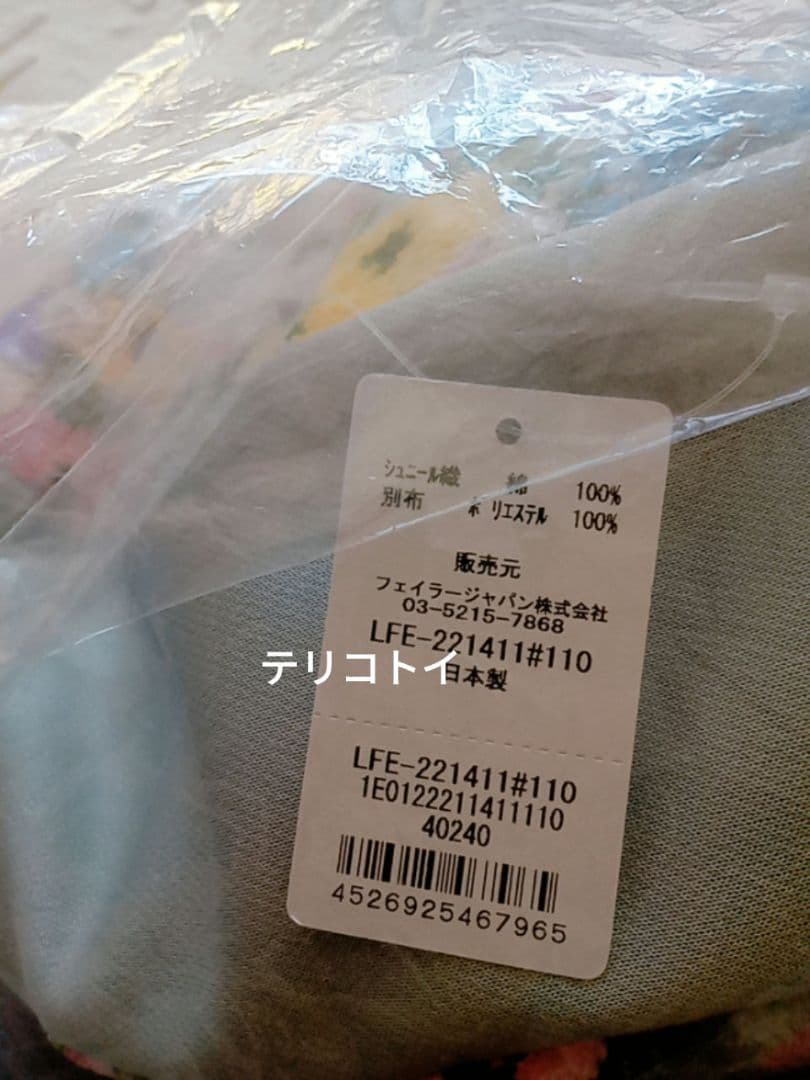 シュニール織 綿 100%
別布 ポリエステル 100%
販売元
フェイラージャパン株式会社
03-5215-7868
LFE-221411#110
テリコトイ
日本製
LFE-221411#110
1E0122211411110
40240
4526925467965